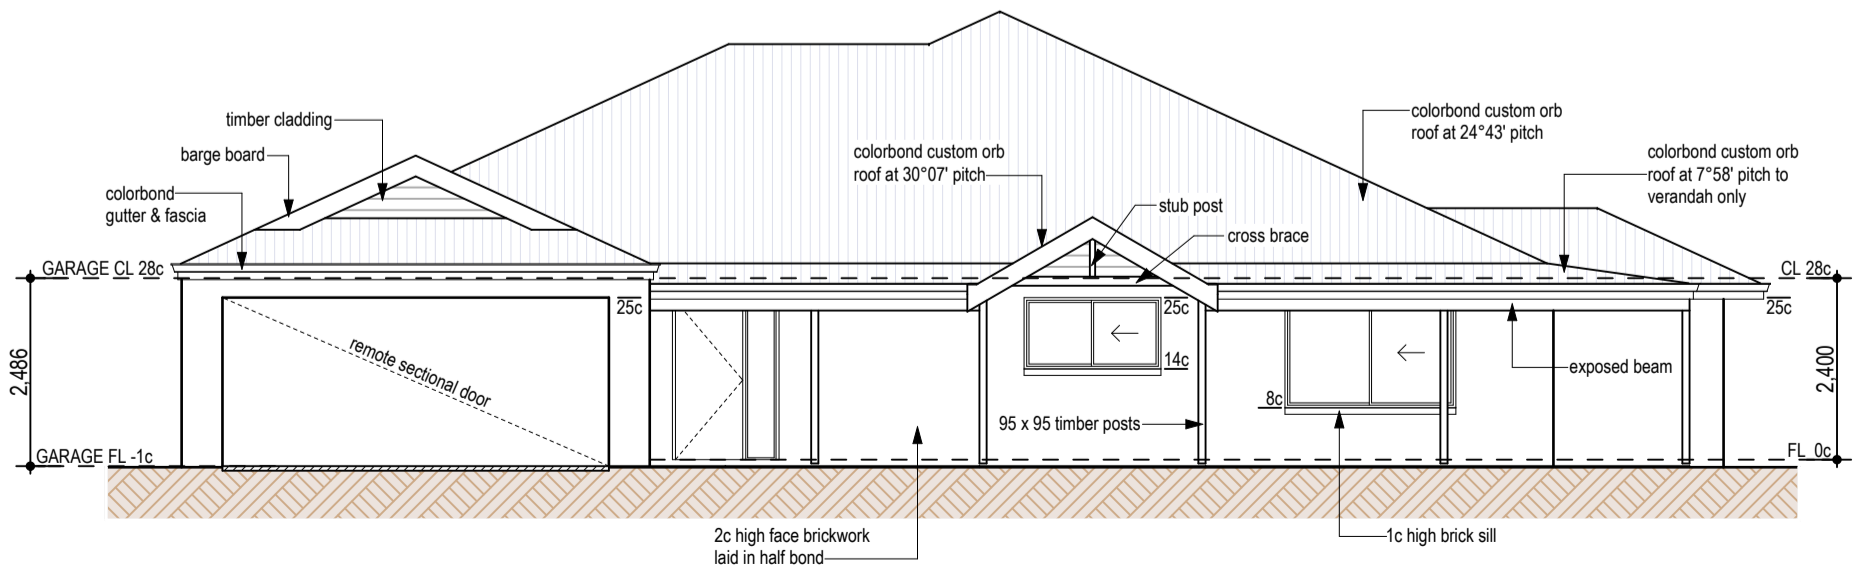 colorbond custom orb
roof at 24°43' pitch
timber cladding
barge board
colorbond
gutter & fascia
colorbond custom orb
roof at 30°07' pitch
colorbond custom orb
roof at 7°58' pitch to
verandah only
stub post
cross brace
GARAGE CL 28c
CL 28c
25c
25c
25c
2,486
remote sectional door
14c
exposed beam
2,400
8c
95 x 95 timber posts
GARAGE FL -1c
FL 0c
2c high face brickwork
laid in half bond
1c high brick sill